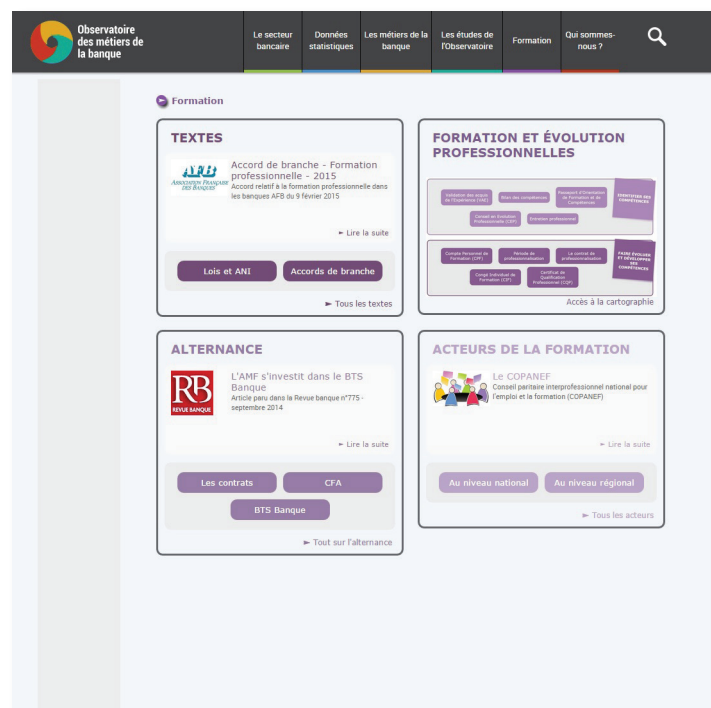 Observatoire
des métiers de
la banque
Le secteur
bancaire
Données
statistiques
Les métiers de la
banque
Les études de
l'Observatoire
Formation
Qui sommes-
nous ?
Formation
TEXTES
AFB
ASSOCIATION FRANÇAISE
DES BANQUES
Accord de branche - Formation
professionnelle - 2015
Accord relatif à la formation professionnelle dans
les banques AFB du 9 février 2015
► Lire la suite
Lois et ANI
Accords de branche
► Tous les textes
FORMATION ET ÉVOLUTION
PROFESSIONNELLES
Validation des acquis
de l'Expérience (VAE)
Bilan des compétences
Passeport d'Orientation
de Formation et de
Compétences
IDENTIFIER SES
COMPÉTENCES
Conseil en Evolution
Professionnelle (CEP)
Entretien professionnel
Compte Personnel de
Formation (CPF)
Période de
professionnalisation
Le contrat de
professionnalisation
FAIRE ÉVOLUER
ET DÉVELOPPER
SES
COMPÉTENCES
Congé Individuel de
Formation (CIF)
Certificat de
Qualification
Professionnel (CQP)
Accès à la cartographie
ALTERNANCE
RB
REVUE BANQUE
L'AMF s'investit dans le BTS
Banque
Article paru dans la Revue banque n°775 -
septembre 2014
► Lire la suite
Les contrats
CFA
BTS Banque
► Tout sur l'alternance
ACTEURS DE LA FORMATION
Le COPANEF
Conseil paritaire interprofessionnel national pour
l'emploi et la formation (COPANEF)
► Lire la suite
Au niveau national
Au niveau régional
► Tous les acteurs